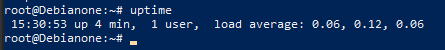 root@Debianone:~# uptime
 15:30:53 up 4 min,  1 user,  load average: 0.06, 0.12, 0.06
root@Debianone:~#